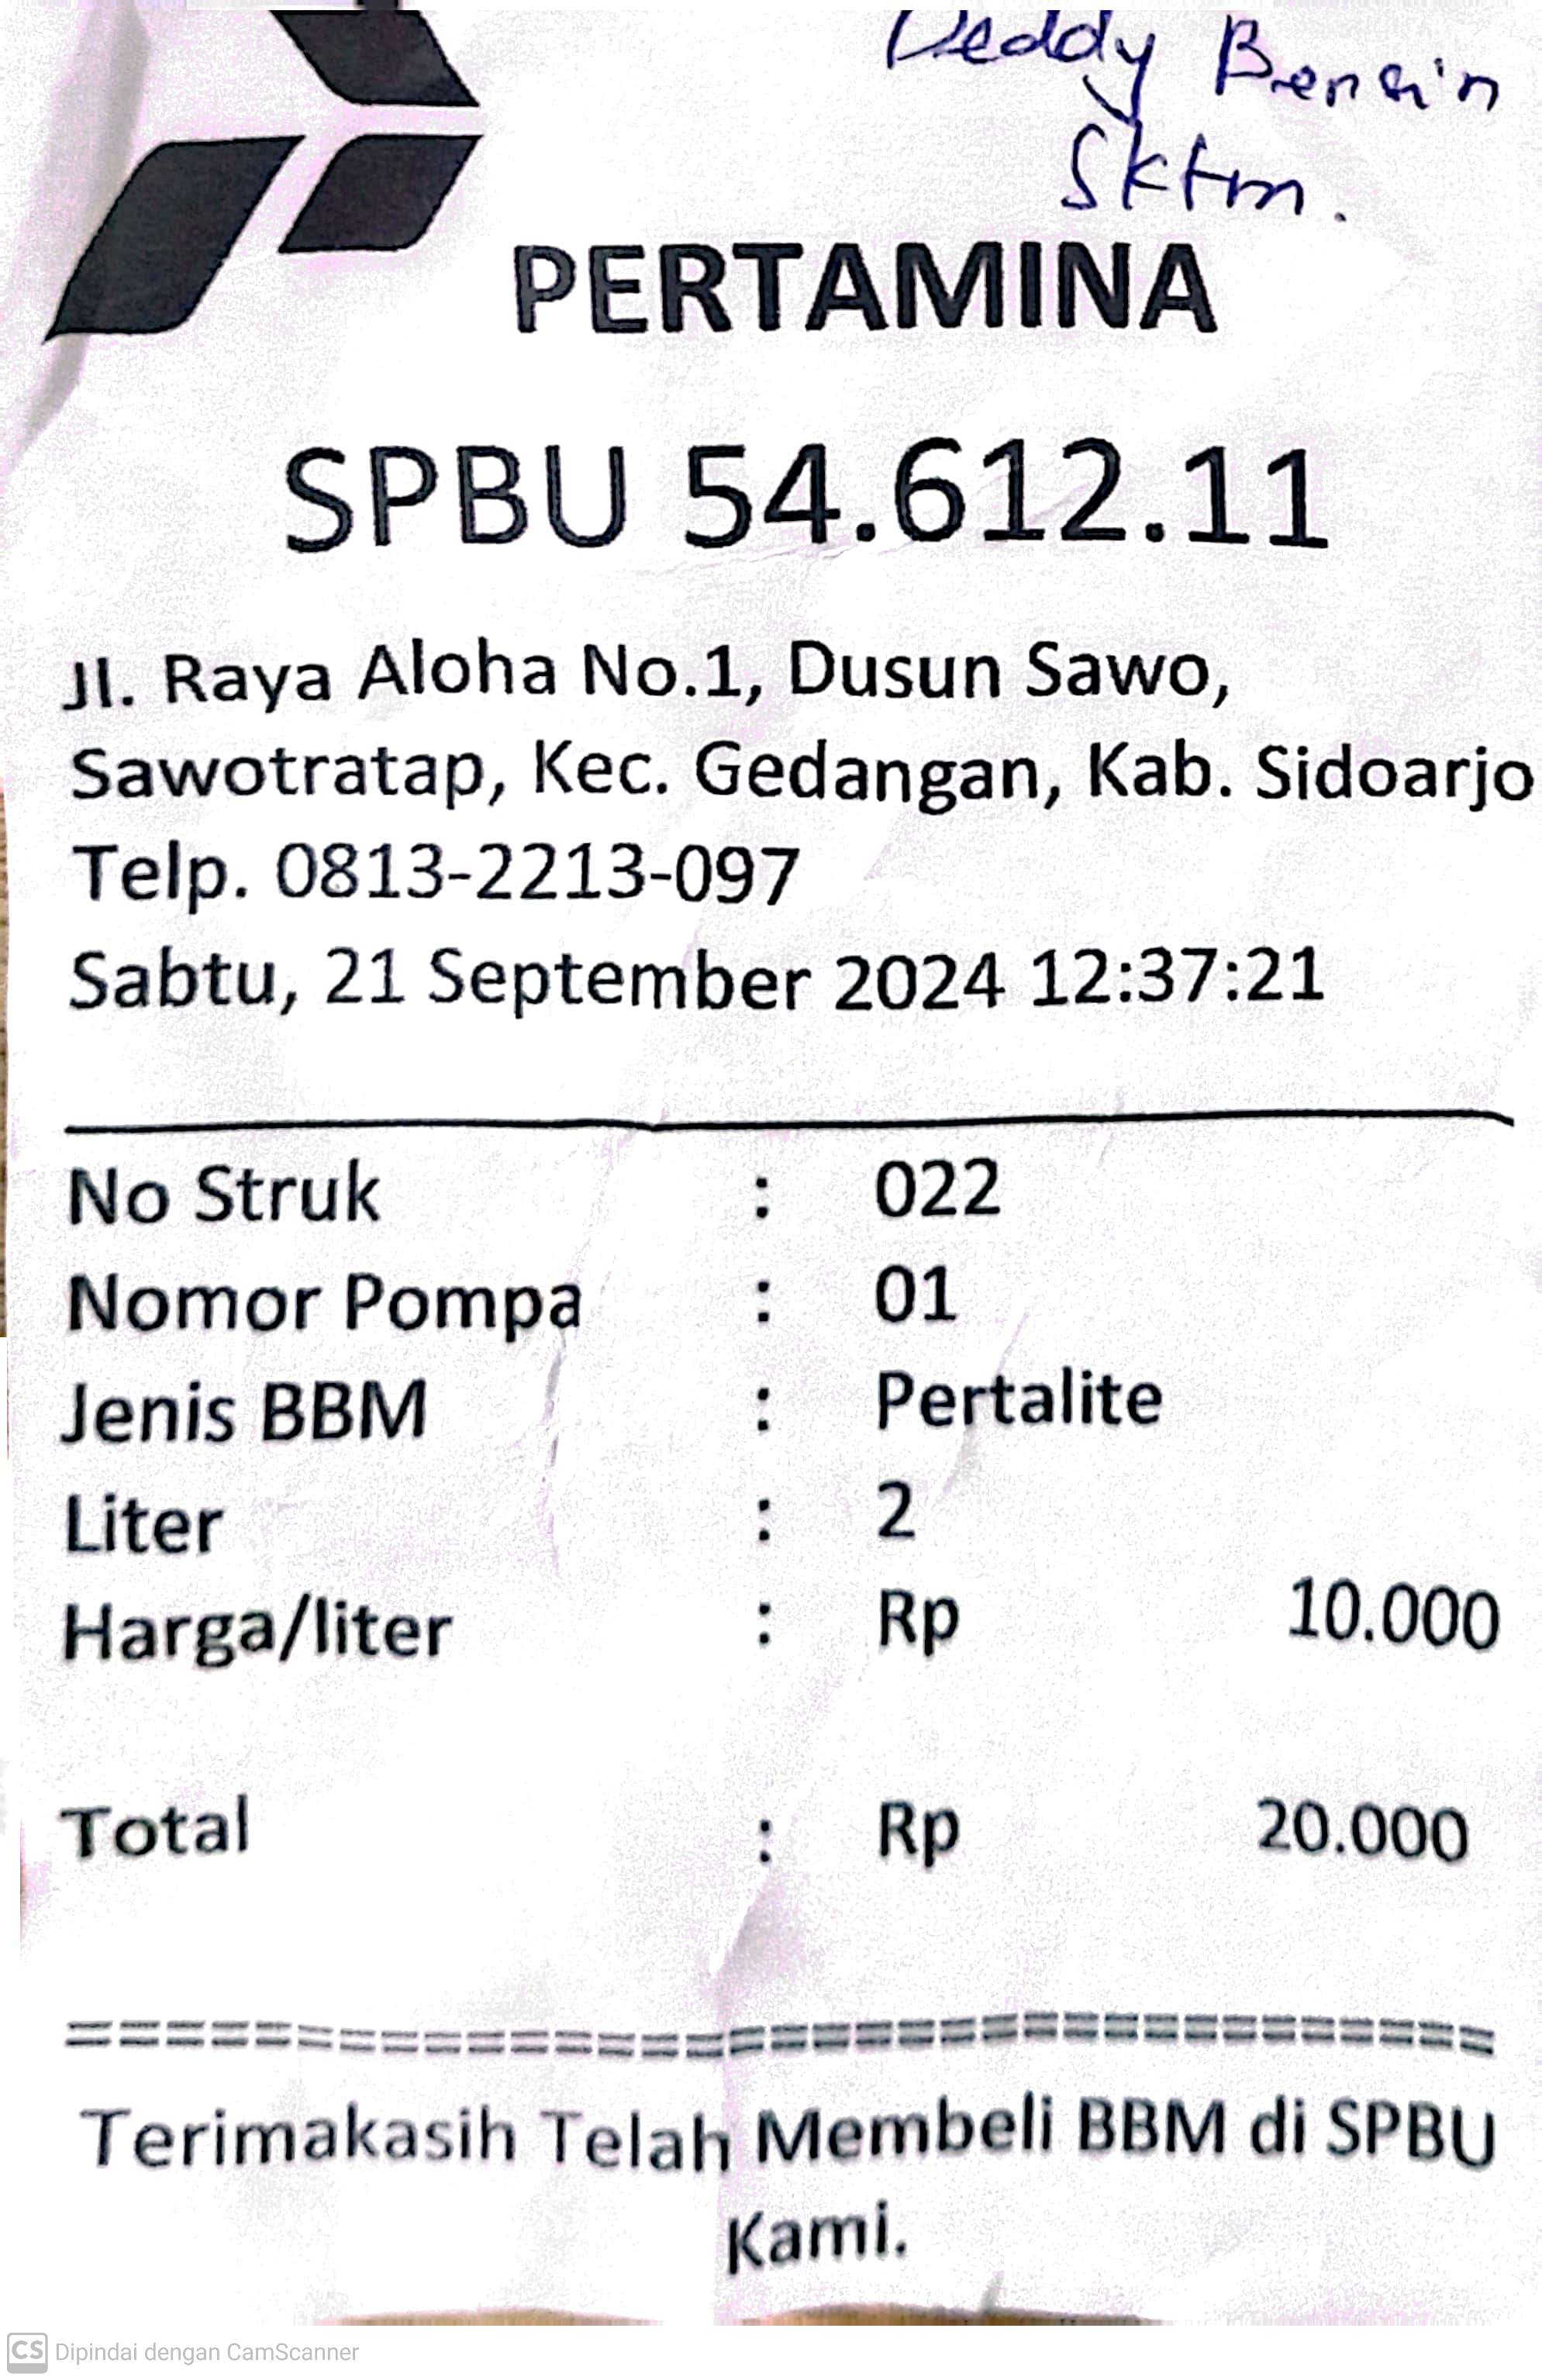 Deddy Bensin
Sktm.
PERTAMINA
SPBU 54.612.11
Jl. Raya Aloha No.1, Dusun Sawo,
Sawotratap, Kec. Gedangan, Kab. Sidoarjo
Telp. 0813-2213-097
Sabtu, 21 September 2024 12:37:21
No Struk : 022
Nomor Pompa : 01
Jenis BBM : Pertalite
Liter : 2
Harga/liter : Rp 10.000
Total : Rp 20.000
========================================
Terimakasih Telah Membeli BBM di SPBU
Kami.
CS Dipindai dengan CamScanner